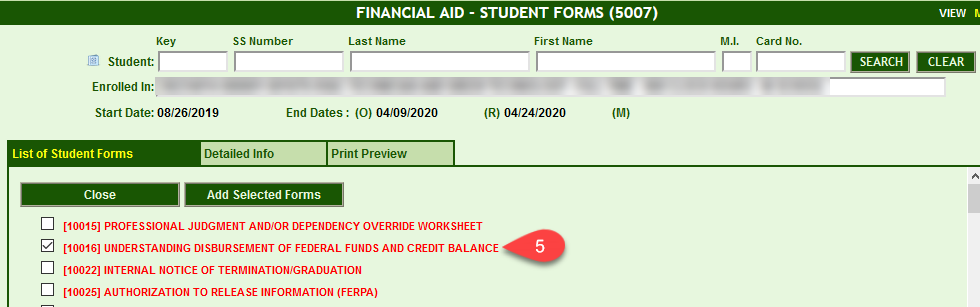 FINANCIAL AID - STUDENT FORMS (5007) VIEW
Key SS Number Last Name First Name M.I. Card No.
Student: SEARCH CLEAR
Enrolled In:
Start Date: 08/26/2019 End Dates : (O) 04/09/2020 (R) 04/24/2020 (M)
List of Student Forms Detailed Info Print Preview
Close Add Selected Forms
[10015] PROFESSIONAL JUDGMENT AND/OR DEPENDENCY OVERRIDE WORKSHEET
[10016] UNDERSTANDING DISBURSEMENT OF FEDERAL FUNDS AND CREDIT BALANCE 5
[10022] INTERNAL NOTICE OF TERMINATION/GRADUATION
[10025] AUTHORIZATION TO RELEASE INFORMATION (FERPA)